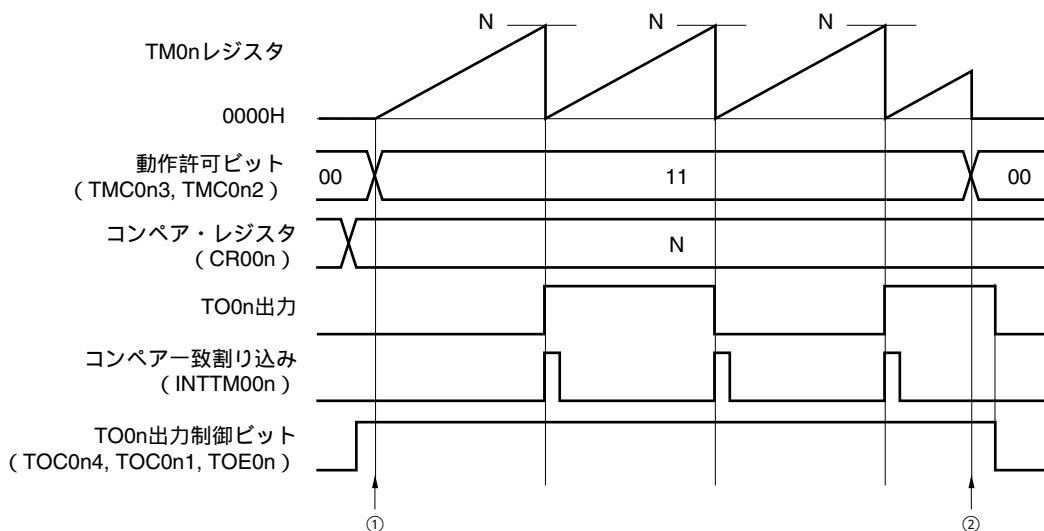 N N N
TM0nレジスタ
0000H
動作許可ビット
(TMC0n3, TMC0n2)
00 11 00
コンペア・レジスタ
(CR00n)
N
TO0n出力
コンペア一致割り込み
(INTTM00n)
TO0n出力制御ビット
(TOC0n4, TOC0n1, TOE0n)
① ②